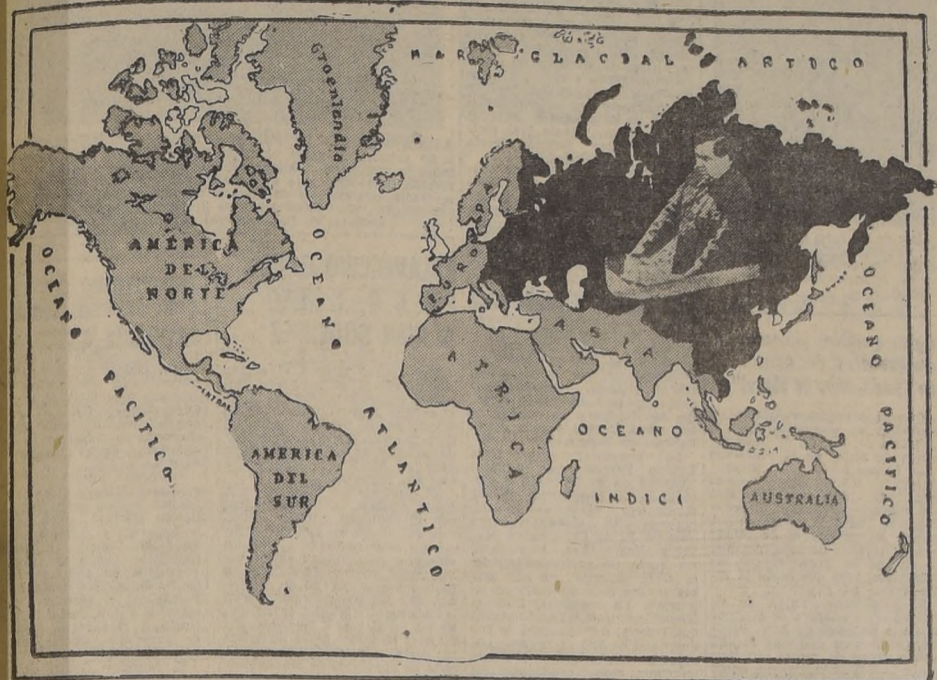 MAR GLACIAL ARTICO
Groenlandia
AMERICA
DEL
NORTE
OCEANO
PACIFICO
OCEANO
ATLANTICO
EUROPA
ASIA
AFRICA
AMERICA
DEL
SUR
OCEANO
INDICO
AUSTRALIA
OCEANO
PACIFICO